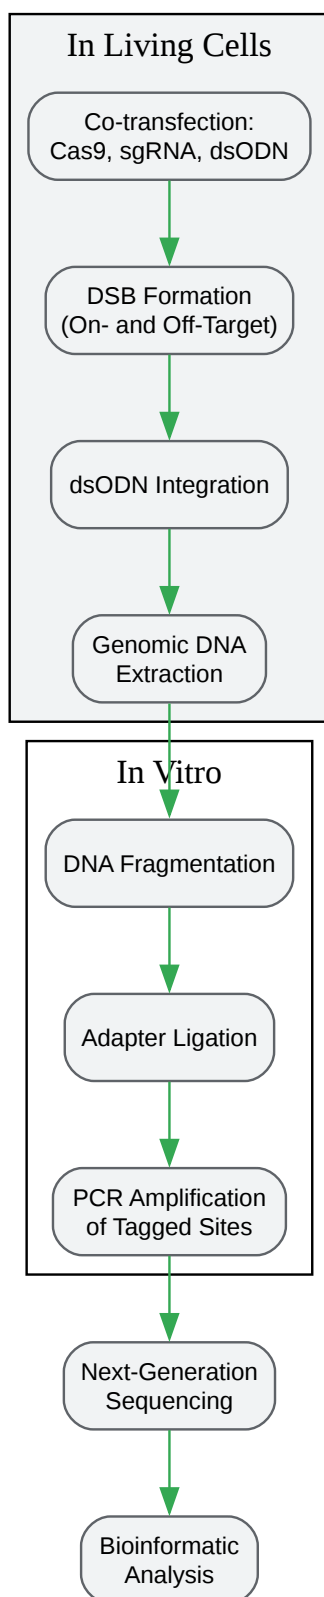 In Living Cells
Co-transfection:
Cas9, sgRNA, dsODN
DSB Formation
(On- and Off-Target)
dsODN Integration
Genomic DNA
Extraction
In Vitro
DNA Fragmentation
Adapter Ligation
PCR Amplification
of Tagged Sites
Next-Generation
Sequencing
Bioinformatic
Analysis